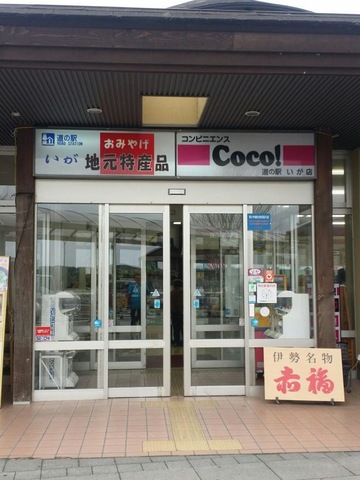 道の駅
ROAD STATION
いが
おみやげ
地元特産品
コンビニエンス
Coco!
道の駅 いが店
伊勢名物
赤福